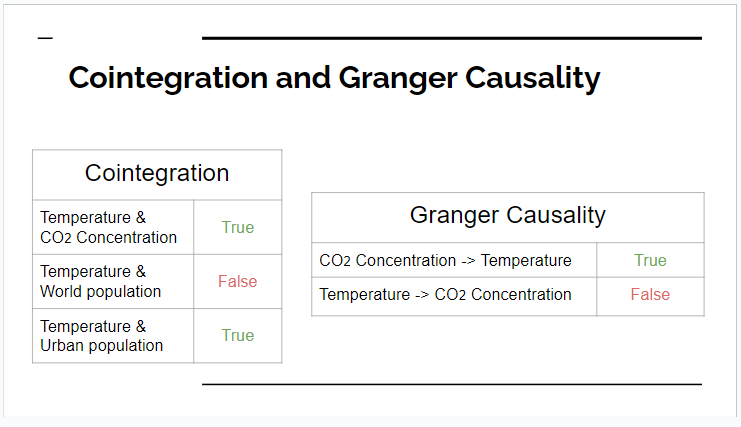 Cointegration and Granger Causality
Cointegration
Temperature &
CO2 Concentration
True
Temperature &
World population
False
Temperature &
Urban population
True
Granger Causality
CO2 Concentration -> Temperature
True
Temperature -> CO2 Concentration
False